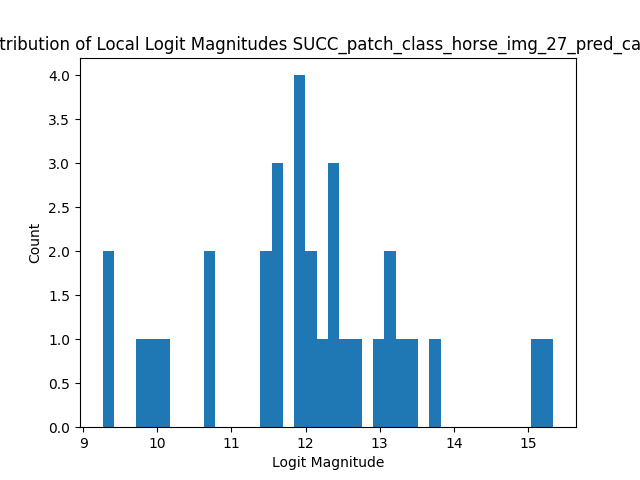 tribution of Local Logit Magnitudes SUCC_patch_class_horse_img_27_pred_ca
4.0
3.5
3.0
2.5
2.0
1.5
1.0
0.5
0.0
Count
9 10 11 12 13 14 15
Logit Magnitude